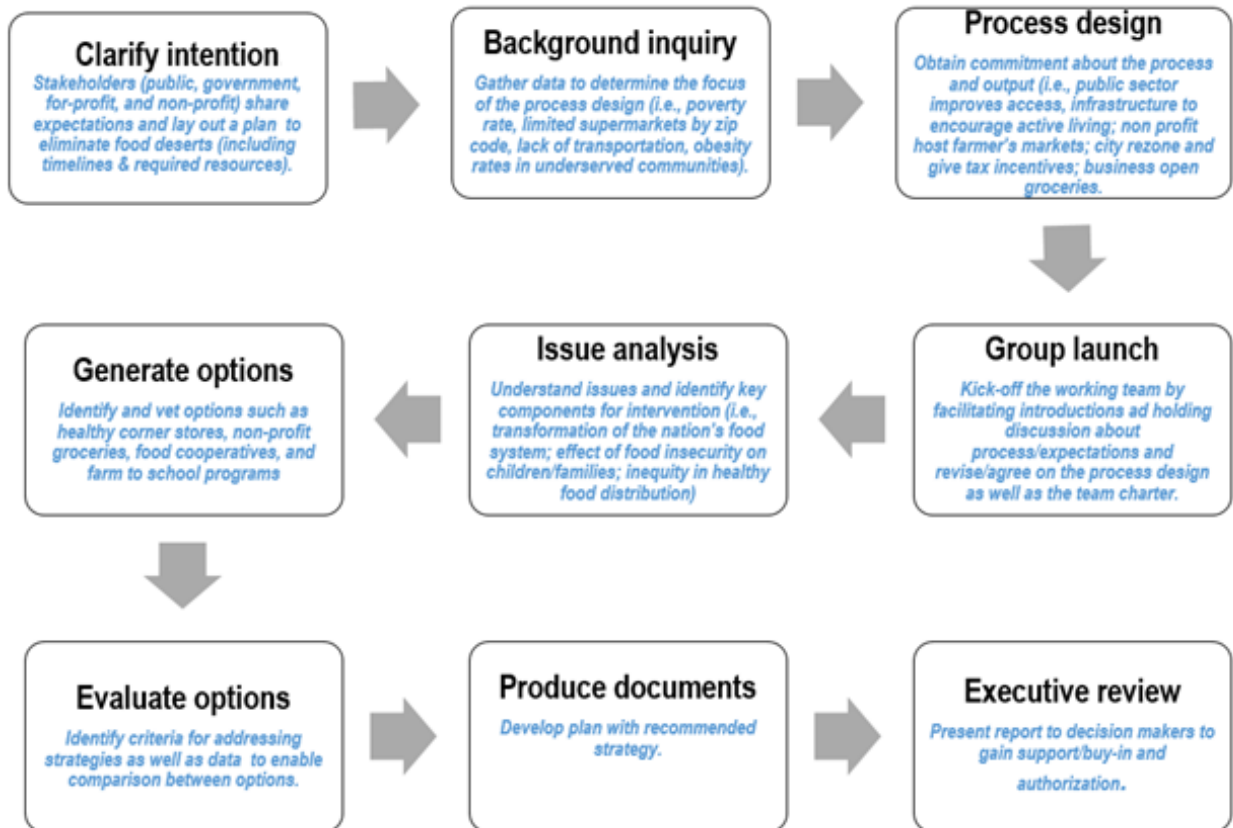 Clarify intention
Stakeholders (public, government,
for-profit, and non-profit) share
expectations and lay out a plan to
eliminate food deserts (including
timelines & required resources).
Background inquiry
Gather data to determine the focus
of the process design (i.e., poverty
rate, limited supermarkets by zip
code, lack of transportation, obesity
rates in underserved communities).
Process design
Obtain commitment about the process
and output (i.e., public sector
improves access, infrastructure to
encourage active living; non profit
host farmer's markets; city rezone and
give tax incentives; business open
groceries.
Group launch
Kick-off the working team by
facilitating introductions ad holding
discussion about
process/expectations and
revise/agree on the process design
as well as the team charter.
Issue analysis
Understand issues and identify key
components for intervention (i.e.,
transformation of the nation's food
system; effect of food insecurity on
children/families; inequity in healthy
food distribution)
Generate options
Identify and vet options such as
healthy corner stores, non-profit
groceries, food cooperatives, and
farm to school programs
Evaluate options
Identify criteria for addressing
strategies as well as data to enable
comparison between options.
Produce documents
Develop plan with recommended
strategy.
Executive review
Present report to decision makers to
gain support/buy-in and
authorization.